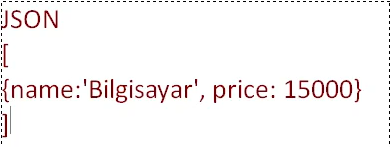 JSON
[
{name:'Bilgisayar', price: 15000}
]